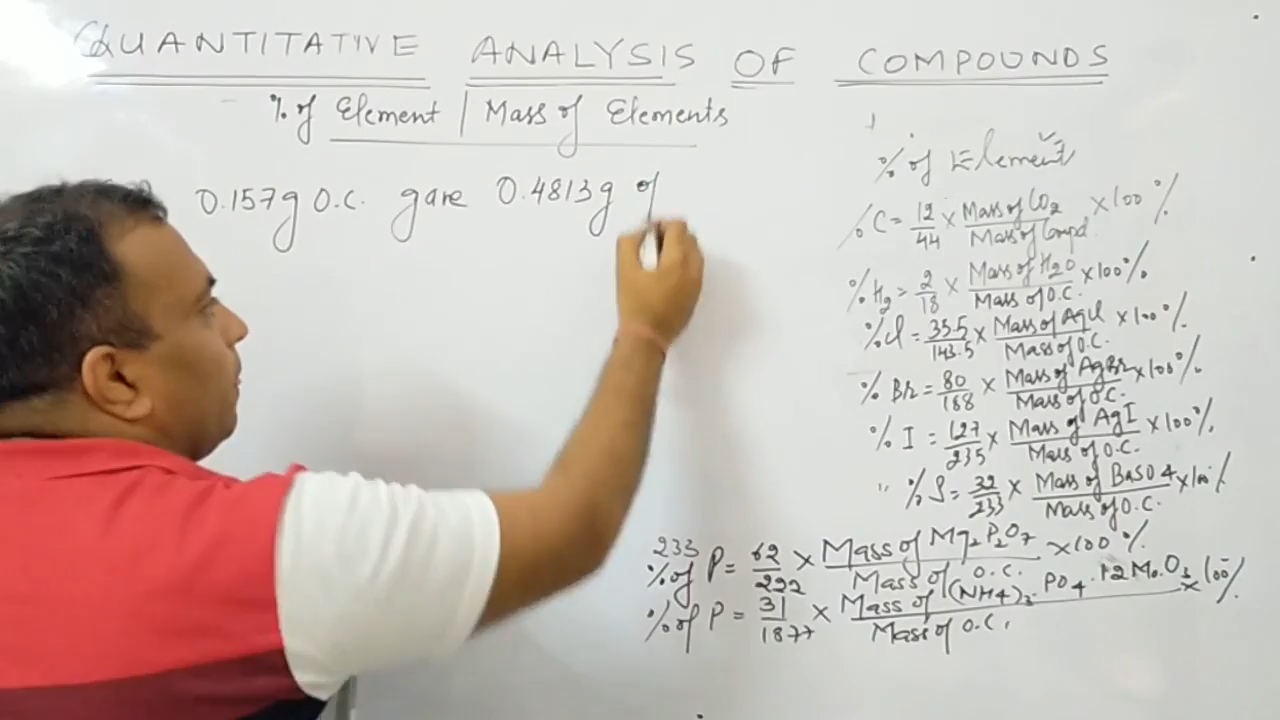 QUANTITATIVE ANALYSIS OF COMPOUNDS
% of Element | Mass of Elements
0.157g O.C. gave 0.4813g of
% of Element
% C = 12/44 × Mass of CO2/Mass of Compd. × 100%
% H2 = 2/18 × Mass of H2O/Mass of O.C. × 100%
% Cl = 35.5/143.5 × Mass of AgCl/Mass of O.C. × 100%
% Br = 80/188 × Mass of AgBr/Mass of O.C. × 100%
% I = 127/235 × Mass of AgI/Mass of O.C. × 100%
% S = 32/233 × Mass of BaSO4/Mass of O.C. × 100%
233
% of P = 62/222 × Mass of Mg2P2O7/Mass of O.C. × 100%
% of P = 31/1877 × Mass of (NH4)3 PO4 . 12MoO3/Mass of O.C. × 100%